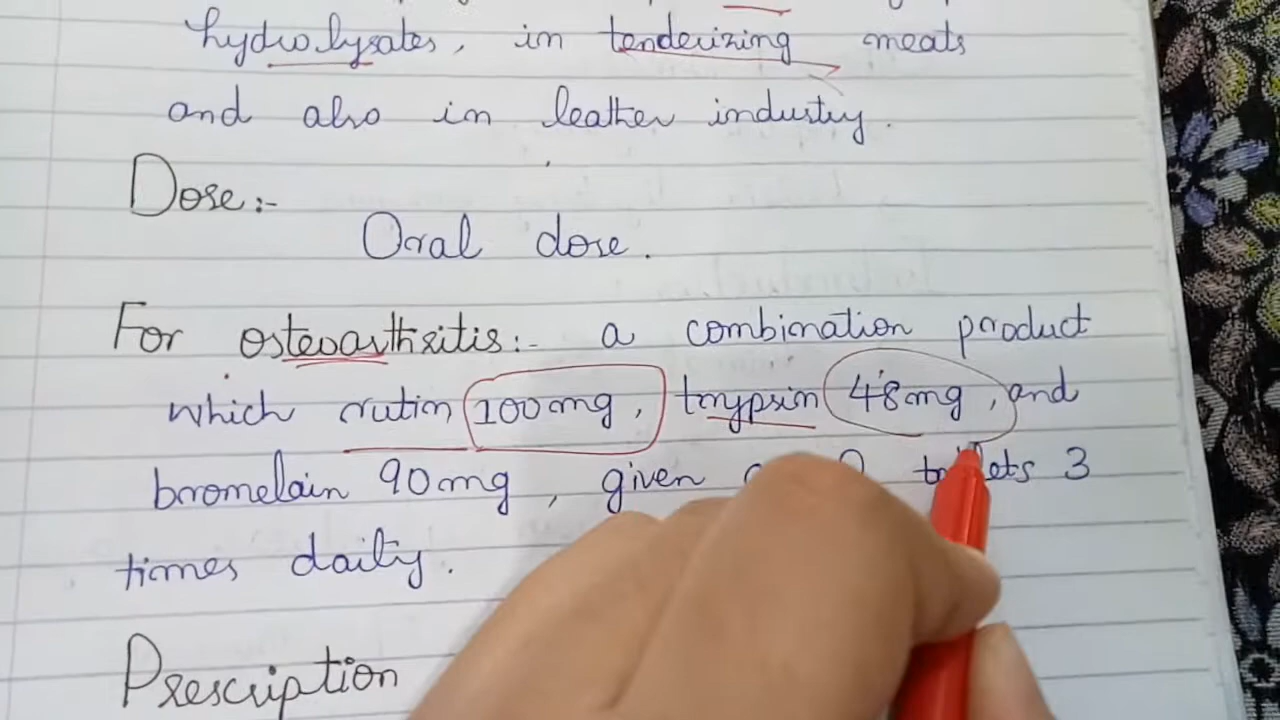 hydrolysates, in tenderizing meats
and also in leather industry.
Dose:-
Oral dose.
For osteoarthritis:- a combination product
which rutin 100mg, trypsin 48mg, and
bromelain 90mg, given 3
times daily.
Prescription